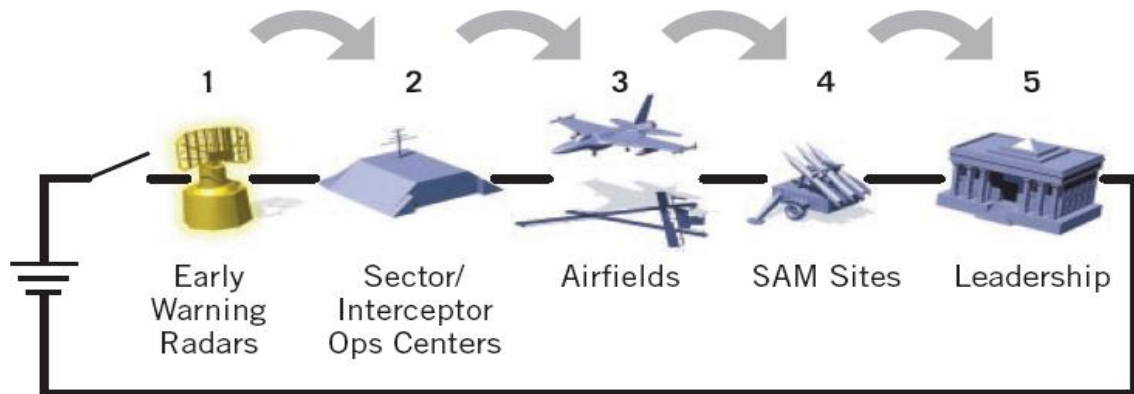 1
2
3
4
5
Early
Warning
Radars
Sector/
Interceptor
Ops Centers
Airfields
SAM Sites
Leadership